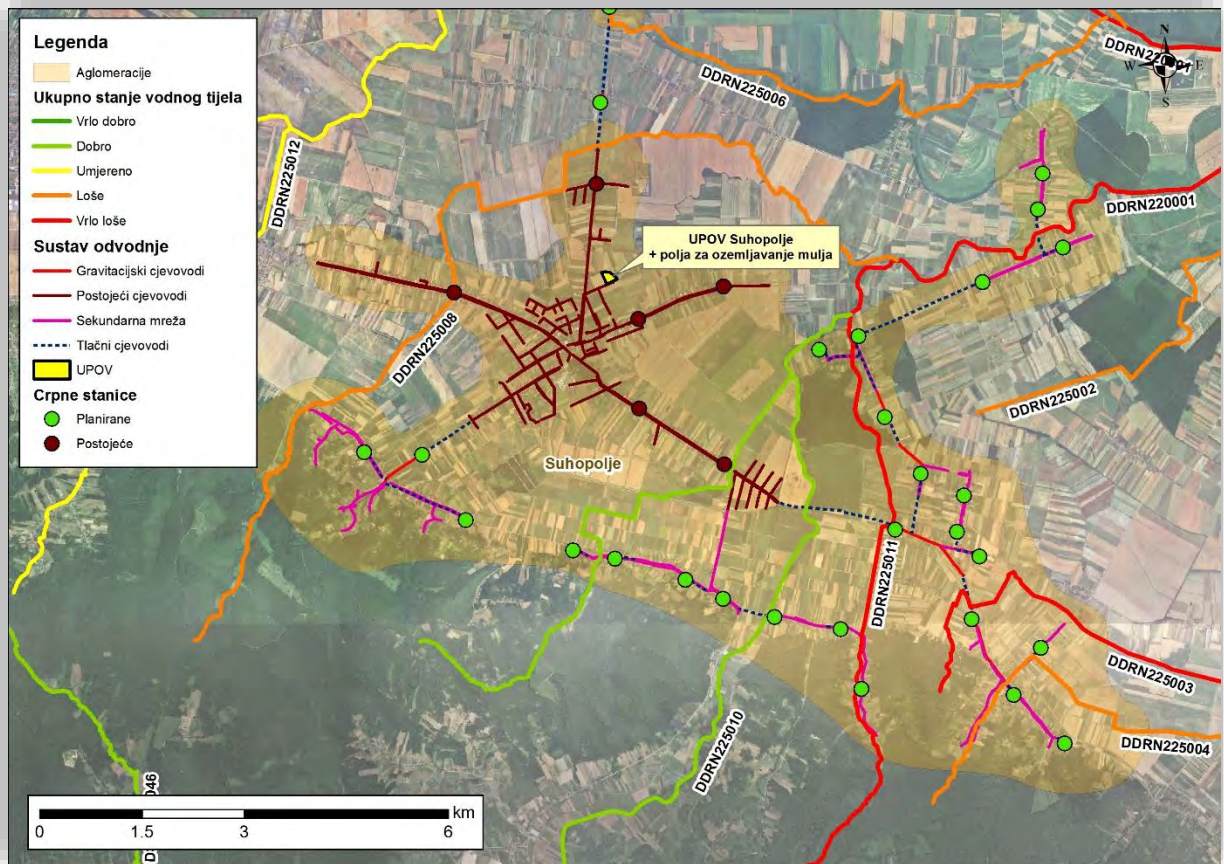 Legenda
Aglomeracije
Ukupno stanje vodnog tijela
Vrlo dobro
Dobro
Umjereno
Loše
Vrlo loše
Sustav odvodnje
Gravitacijski cjevovodi
Postojeći cjevovodi
Sekundarna mreža
Tlačni cjevovodi
UPOV
Crpne stanice
Planirane
Postojeće
DDRN225012
DDRN225006
N
W
E
S
DDRN220001
UPOV Suhopolje
+ polja za ozemljavanje mulja
DDRN225008
DDRN225002
Suhopolje
DDRN225011
DDRN225003
DDRN225004
DDRN225010
046
km
0
1.5
3
6